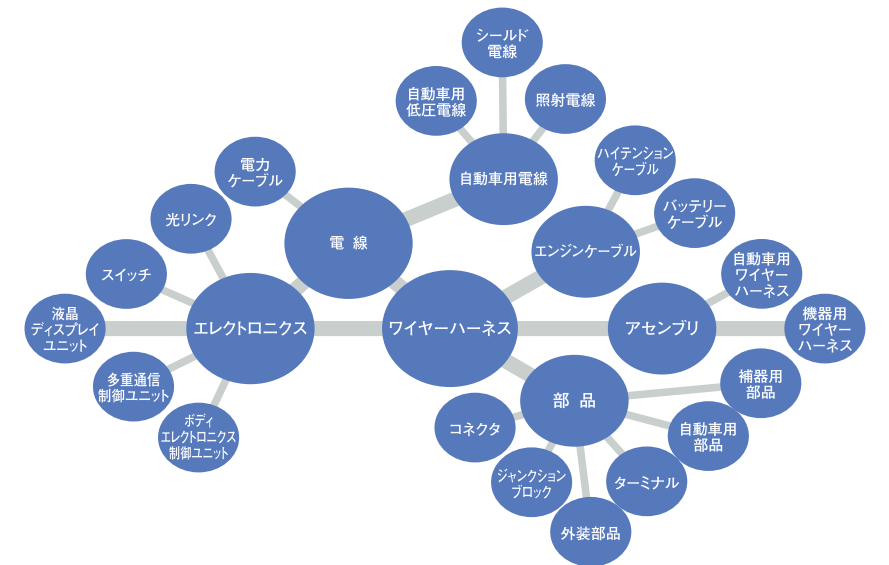 シールド
電線
自動車用
低圧電線
照射電線
自動車用電線
ハイテンション
ケーブル
バッテリー
ケーブル
エンジンケーブル
電力
ケーブル
光リンク
電線
スイッチ
液晶
ディスプレイ
ユニット
エレクトロニクス
多重通信
制御ユニット
ボディ
エレクトロニクス
制御ユニット
ワイヤーハーネス
アセンブリ
自動車用
ワイヤー
ハーネス
機器用
ワイヤー
ハーネス
部品
補器用
部品
自動車用
部品
コネクタ
ジャンクション
ブロック
ターミナル
外装部品